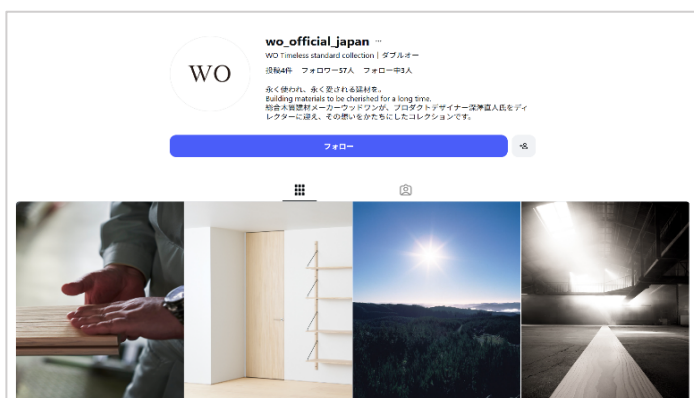 WO
wo_official_japan ...
WO Timeless standard collection | ダブルオー
投稿4件 フォロワー57人 フォロー中3人
永く使われ、永く愛される建材を。
Building materials to be cherished for a long time.
総合木質建材メーカーウッドワンが、プロダクトデザイナー深澤直人氏をディ
レクターに迎え、その想いをかたちにしたコレクションです。
フォロー